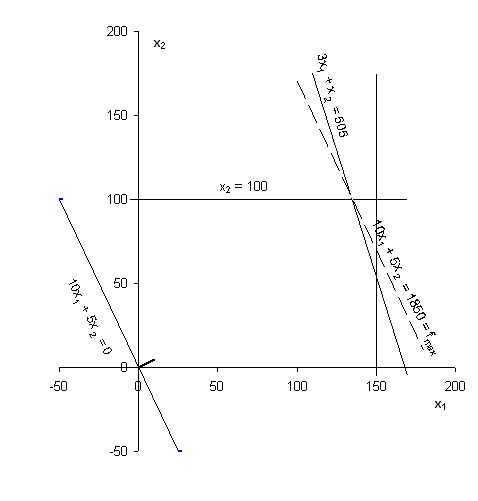 200
x₂
150
3x₁ + x₂ = 505
100
x₂ = 100
50
10x₁ + 5x₂ = 0
10x₁ + 5x₂ = 1850 = fₘₐₓ
0
-50 0 50 100 150 200
x₁
-50